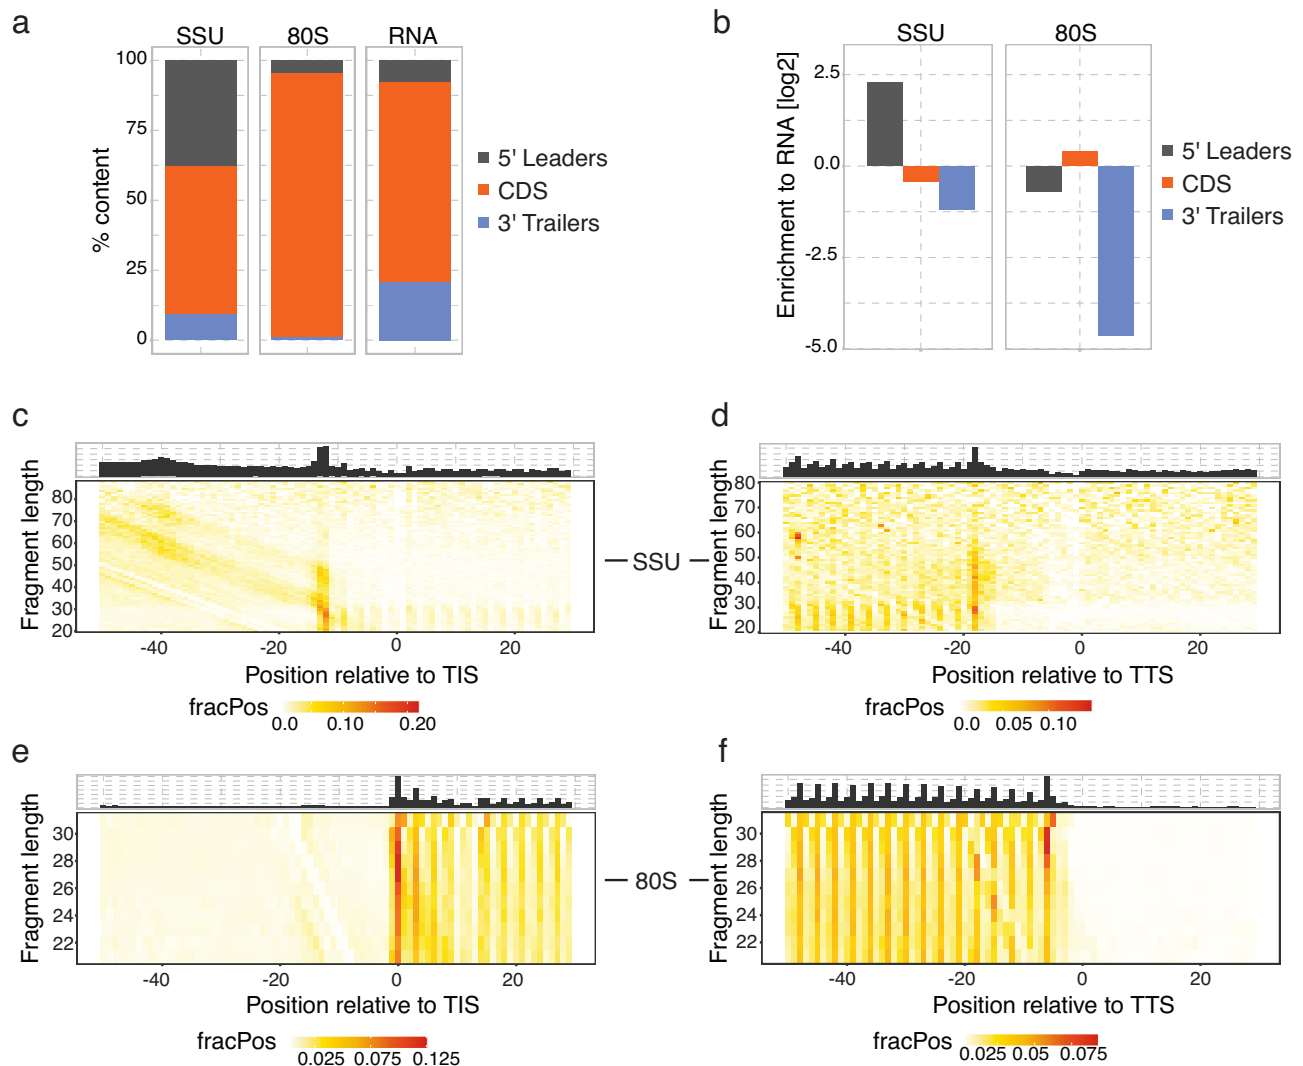 a
SSU 80S RNA
100
75
50
25
0
% content
5' Leaders
CDS
3' Trailers
b
SSU 80S
2.5
0.0
-2.5
-5.0
Enrichment to RNA [log2]
5' Leaders
CDS
3' Trailers
c
80
70
60
50
40
30
20
Fragment length
-40 -20 0 20
Position relative to TIS
fracPos
0.0 0.10 0.20
SSU
d
80
70
60
50
40
30
20
Fragment length
-40 -20 0 20
Position relative to TTS
fracPos
0.0 0.05 0.10
e
30
28
26
24
22
Fragment length
-40 -20 0 20
Position relative to TIS
fracPos
0.025 0.075 0.125
80S
f
30
28
26
24
22
Fragment length
-40 -20 0 20
Position relative to TTS
fracPos
0.025 0.05 0.075